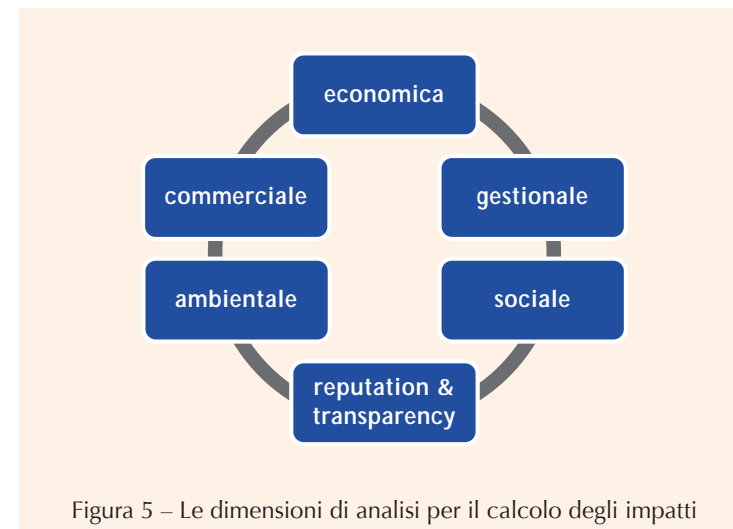 economica
commerciale
gestionale
ambientale
sociale
reputation &
transparency
Figura 5 – Le dimensioni di analisi per il calcolo degli impatti